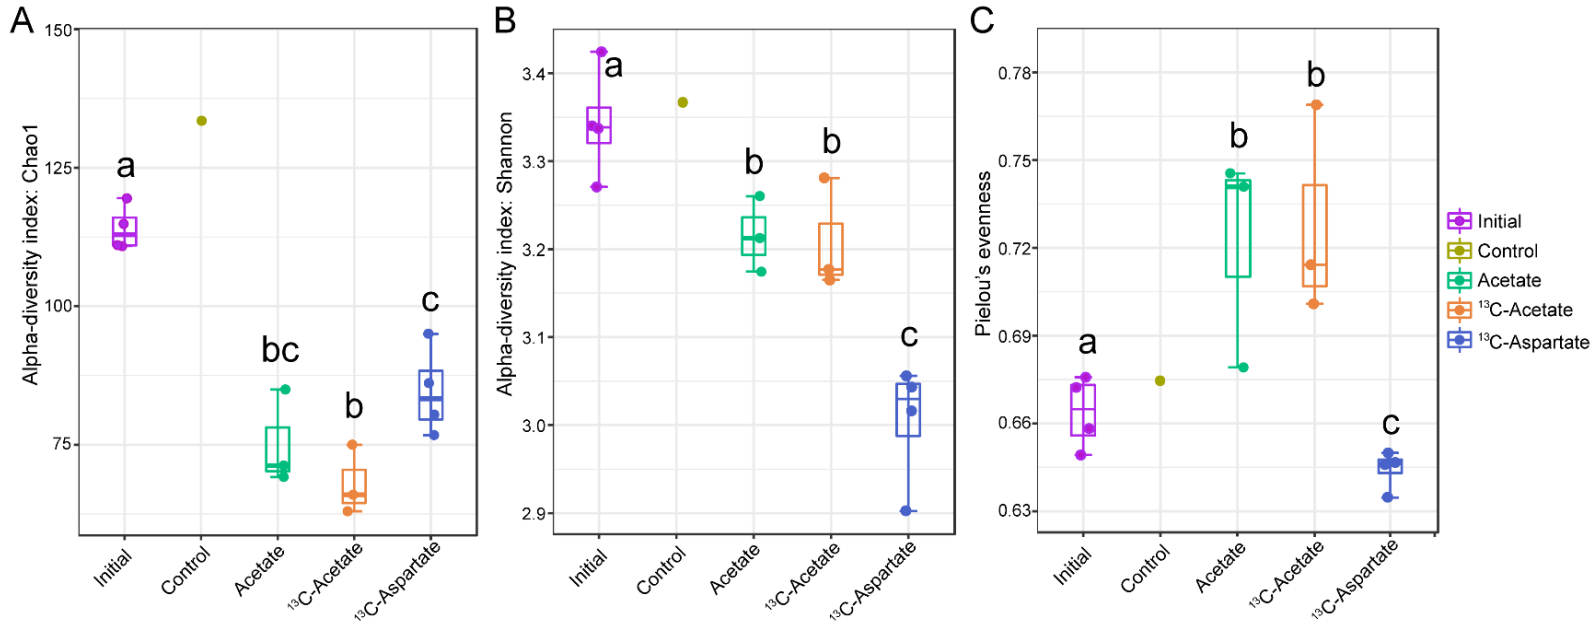 A
Alpha-diversity index: Chao1
150
125
100
75
a
bc
b
c
Initial
Control
Acetate
¹³C-Acetate
¹³C-Aspartate
B
Alpha-diversity index: Shannon
3.4
3.3
3.2
3.1
3.0
2.9
a
b
b
c
Initial
Control
Acetate
¹³C-Acetate
¹³C-Aspartate
C
Pielou's evenness
0.78
0.75
0.72
0.69
0.66
0.63
a
b
b
c
Initial
Control
Acetate
¹³C-Acetate
¹³C-Aspartate
Initial
Control
Acetate
¹³C-Acetate
¹³C-Aspartate